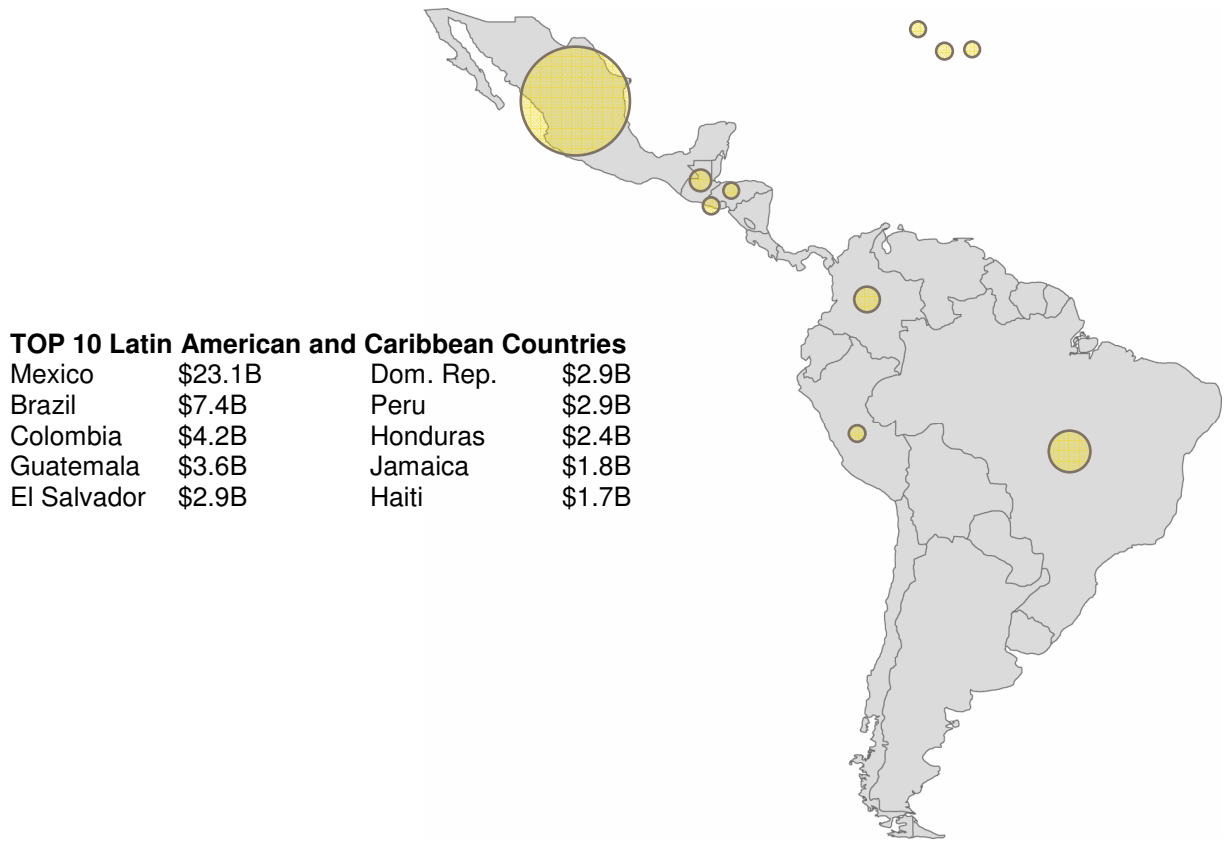 TOP 10 Latin American and Caribbean Countries
Mexico $23.1B Dom. Rep. $2.9B
Brazil $7.4B Peru $2.9B
Colombia $4.2B Honduras $2.4B
Guatemala $3.6B Jamaica $1.8B
El Salvador $2.9B Haiti $1.7B